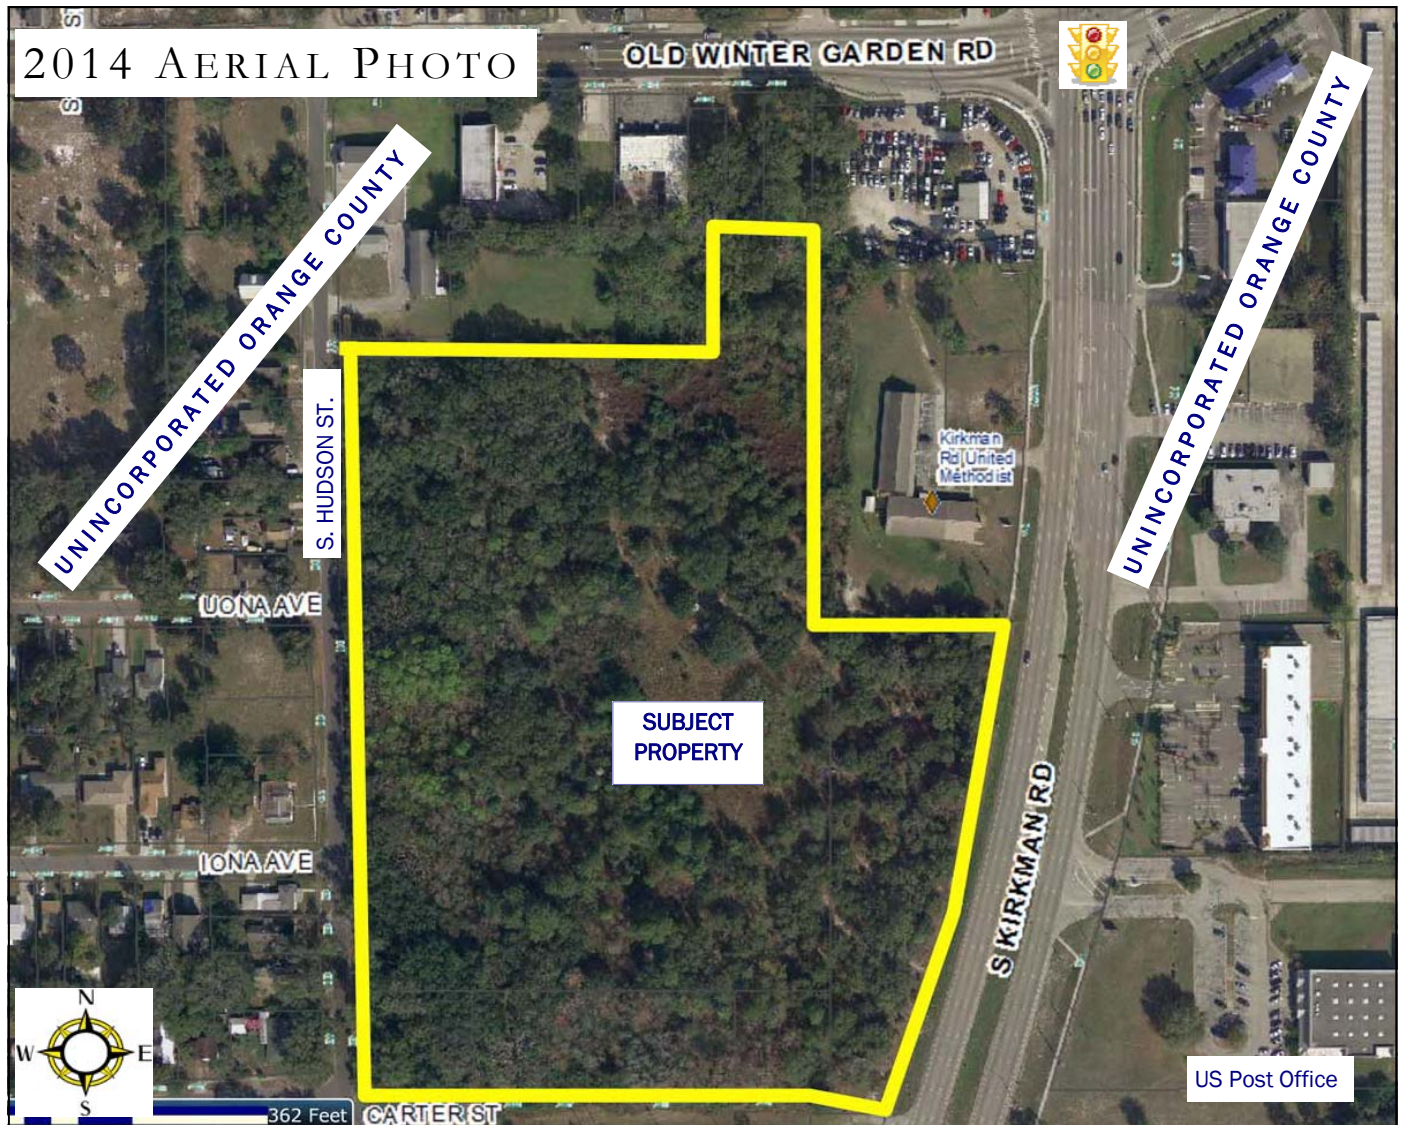 2014 AERIAL PHOTO
OLD WINTER GARDEN RD
UNINCORPORATED ORANGE COUNTY
UNINCORPORATED ORANGE COUNTY
S. HUDSON ST.
Kirkman
Rd United
Methodist
UONA AVE
SUBJECT
PROPERTY
S KIRKMAN RD
IONA AVE
N
W
E
S
US Post Office
362 Feet
CARTER ST